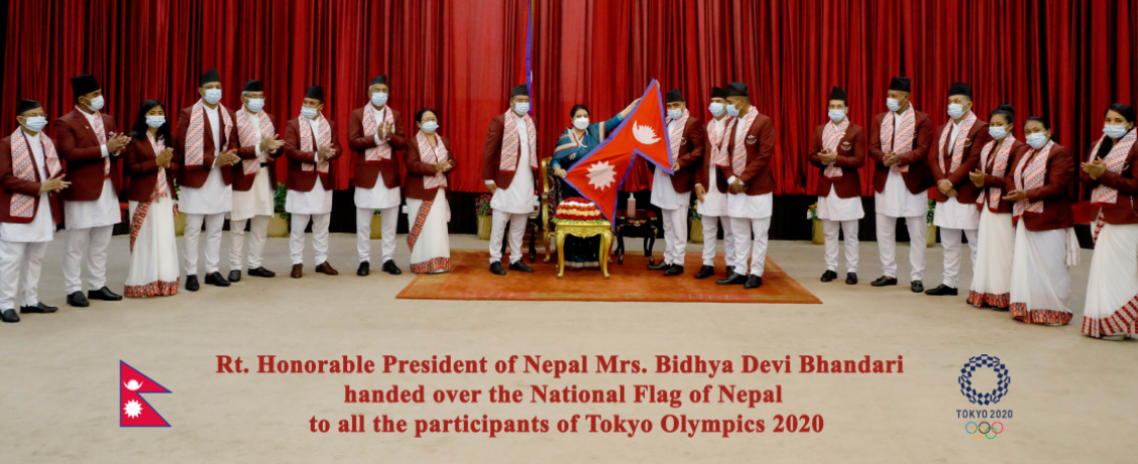 Rt. Honorable President of Nepal Mrs. Bidhya Devi Bhandari
handed over the National Flag of Nepal
to all the participants of Tokyo Olympics 2020
TOKYO 2020